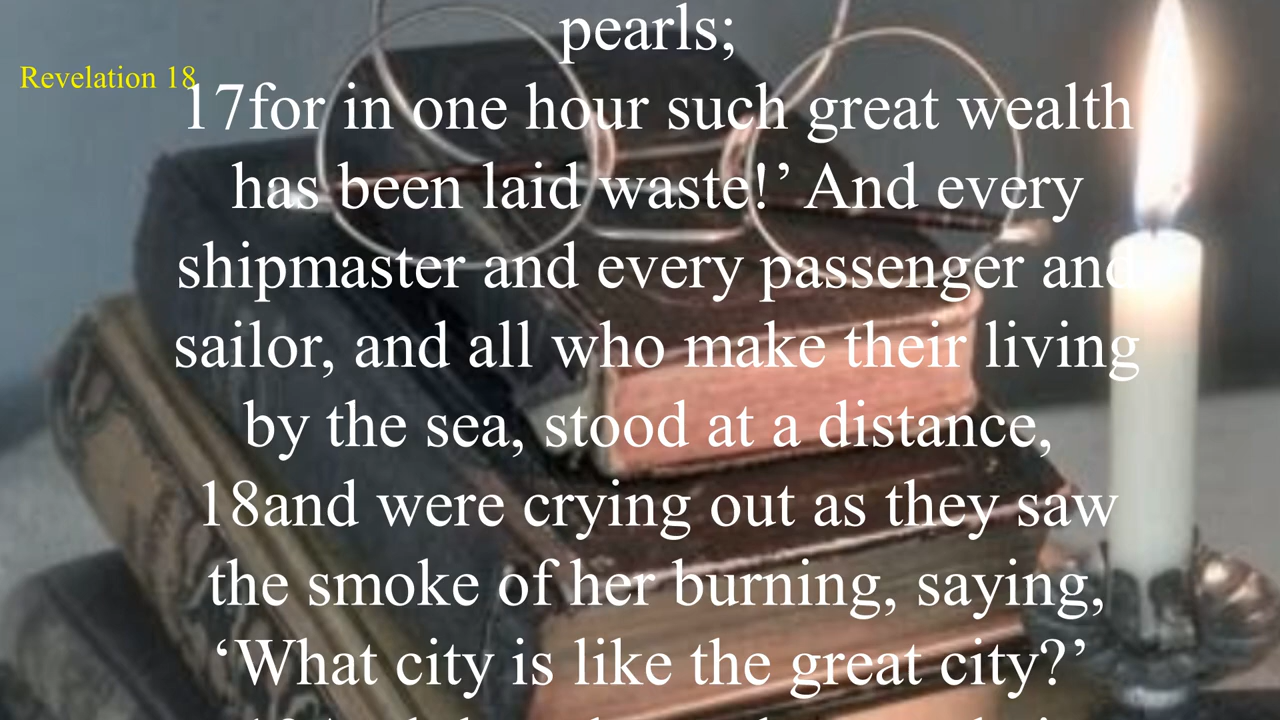 pearls;
Revelation 18
17for in one hour such great wealth
has been laid waste!’ And every
shipmaster and every passenger and
sailor, and all who make their living
by the sea, stood at a distance,
18and were crying out as they saw
the smoke of her burning, saying,
‘What city is like the great city?’